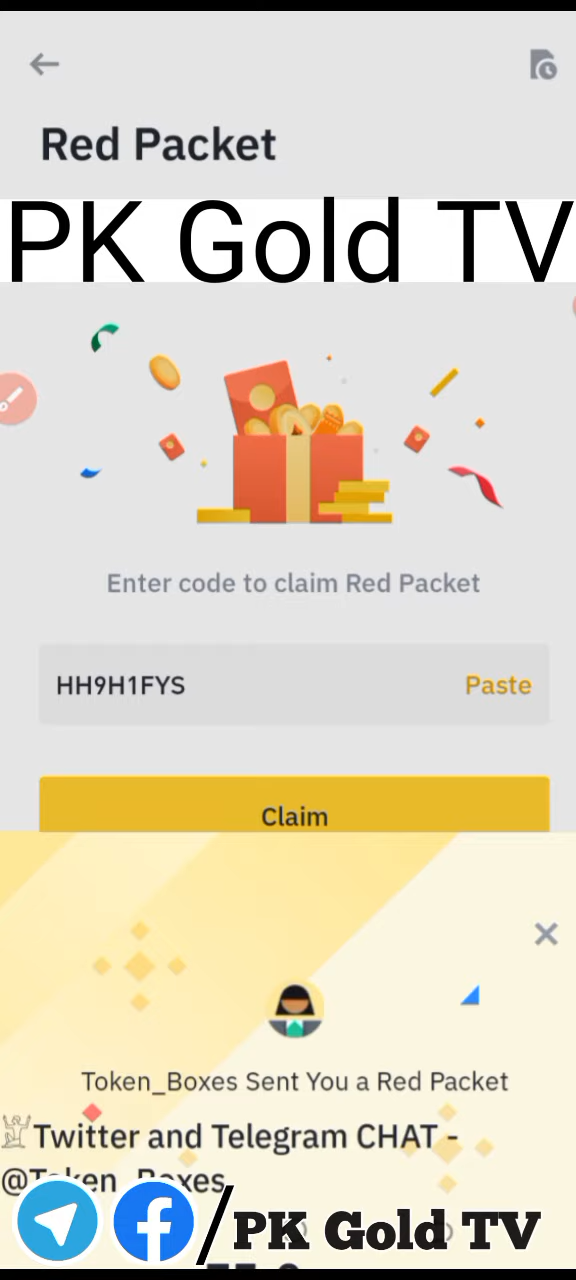 Red Packet
PK Gold TV
Enter code to claim Red Packet
HH9H1FYS Paste
Claim
Token_Boxes Sent You a Red Packet
Twitter and Telegram CHAT -
@Token_Boxes
/PK Gold TV